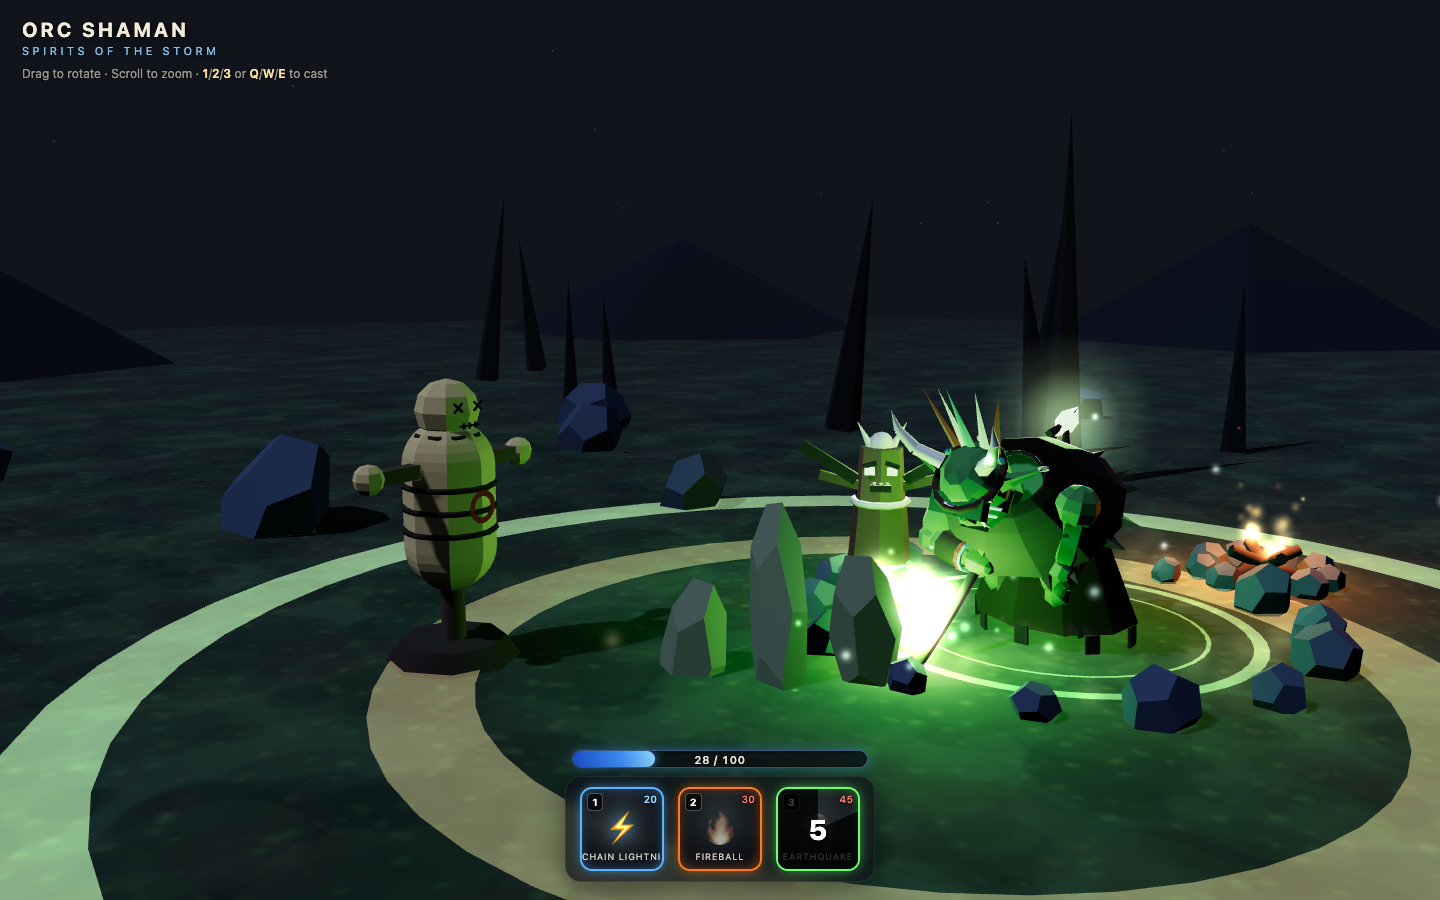 ORC SHAMAN
SPIRITS OF THE STORM
Drag to rotate · Scroll to zoom · 1/2/3 or Q/W/E to cast
28 / 100
1 20
CHAIN LIGHTNI
2 30
FIREBALL
3 45
5
EARTHQUAKE